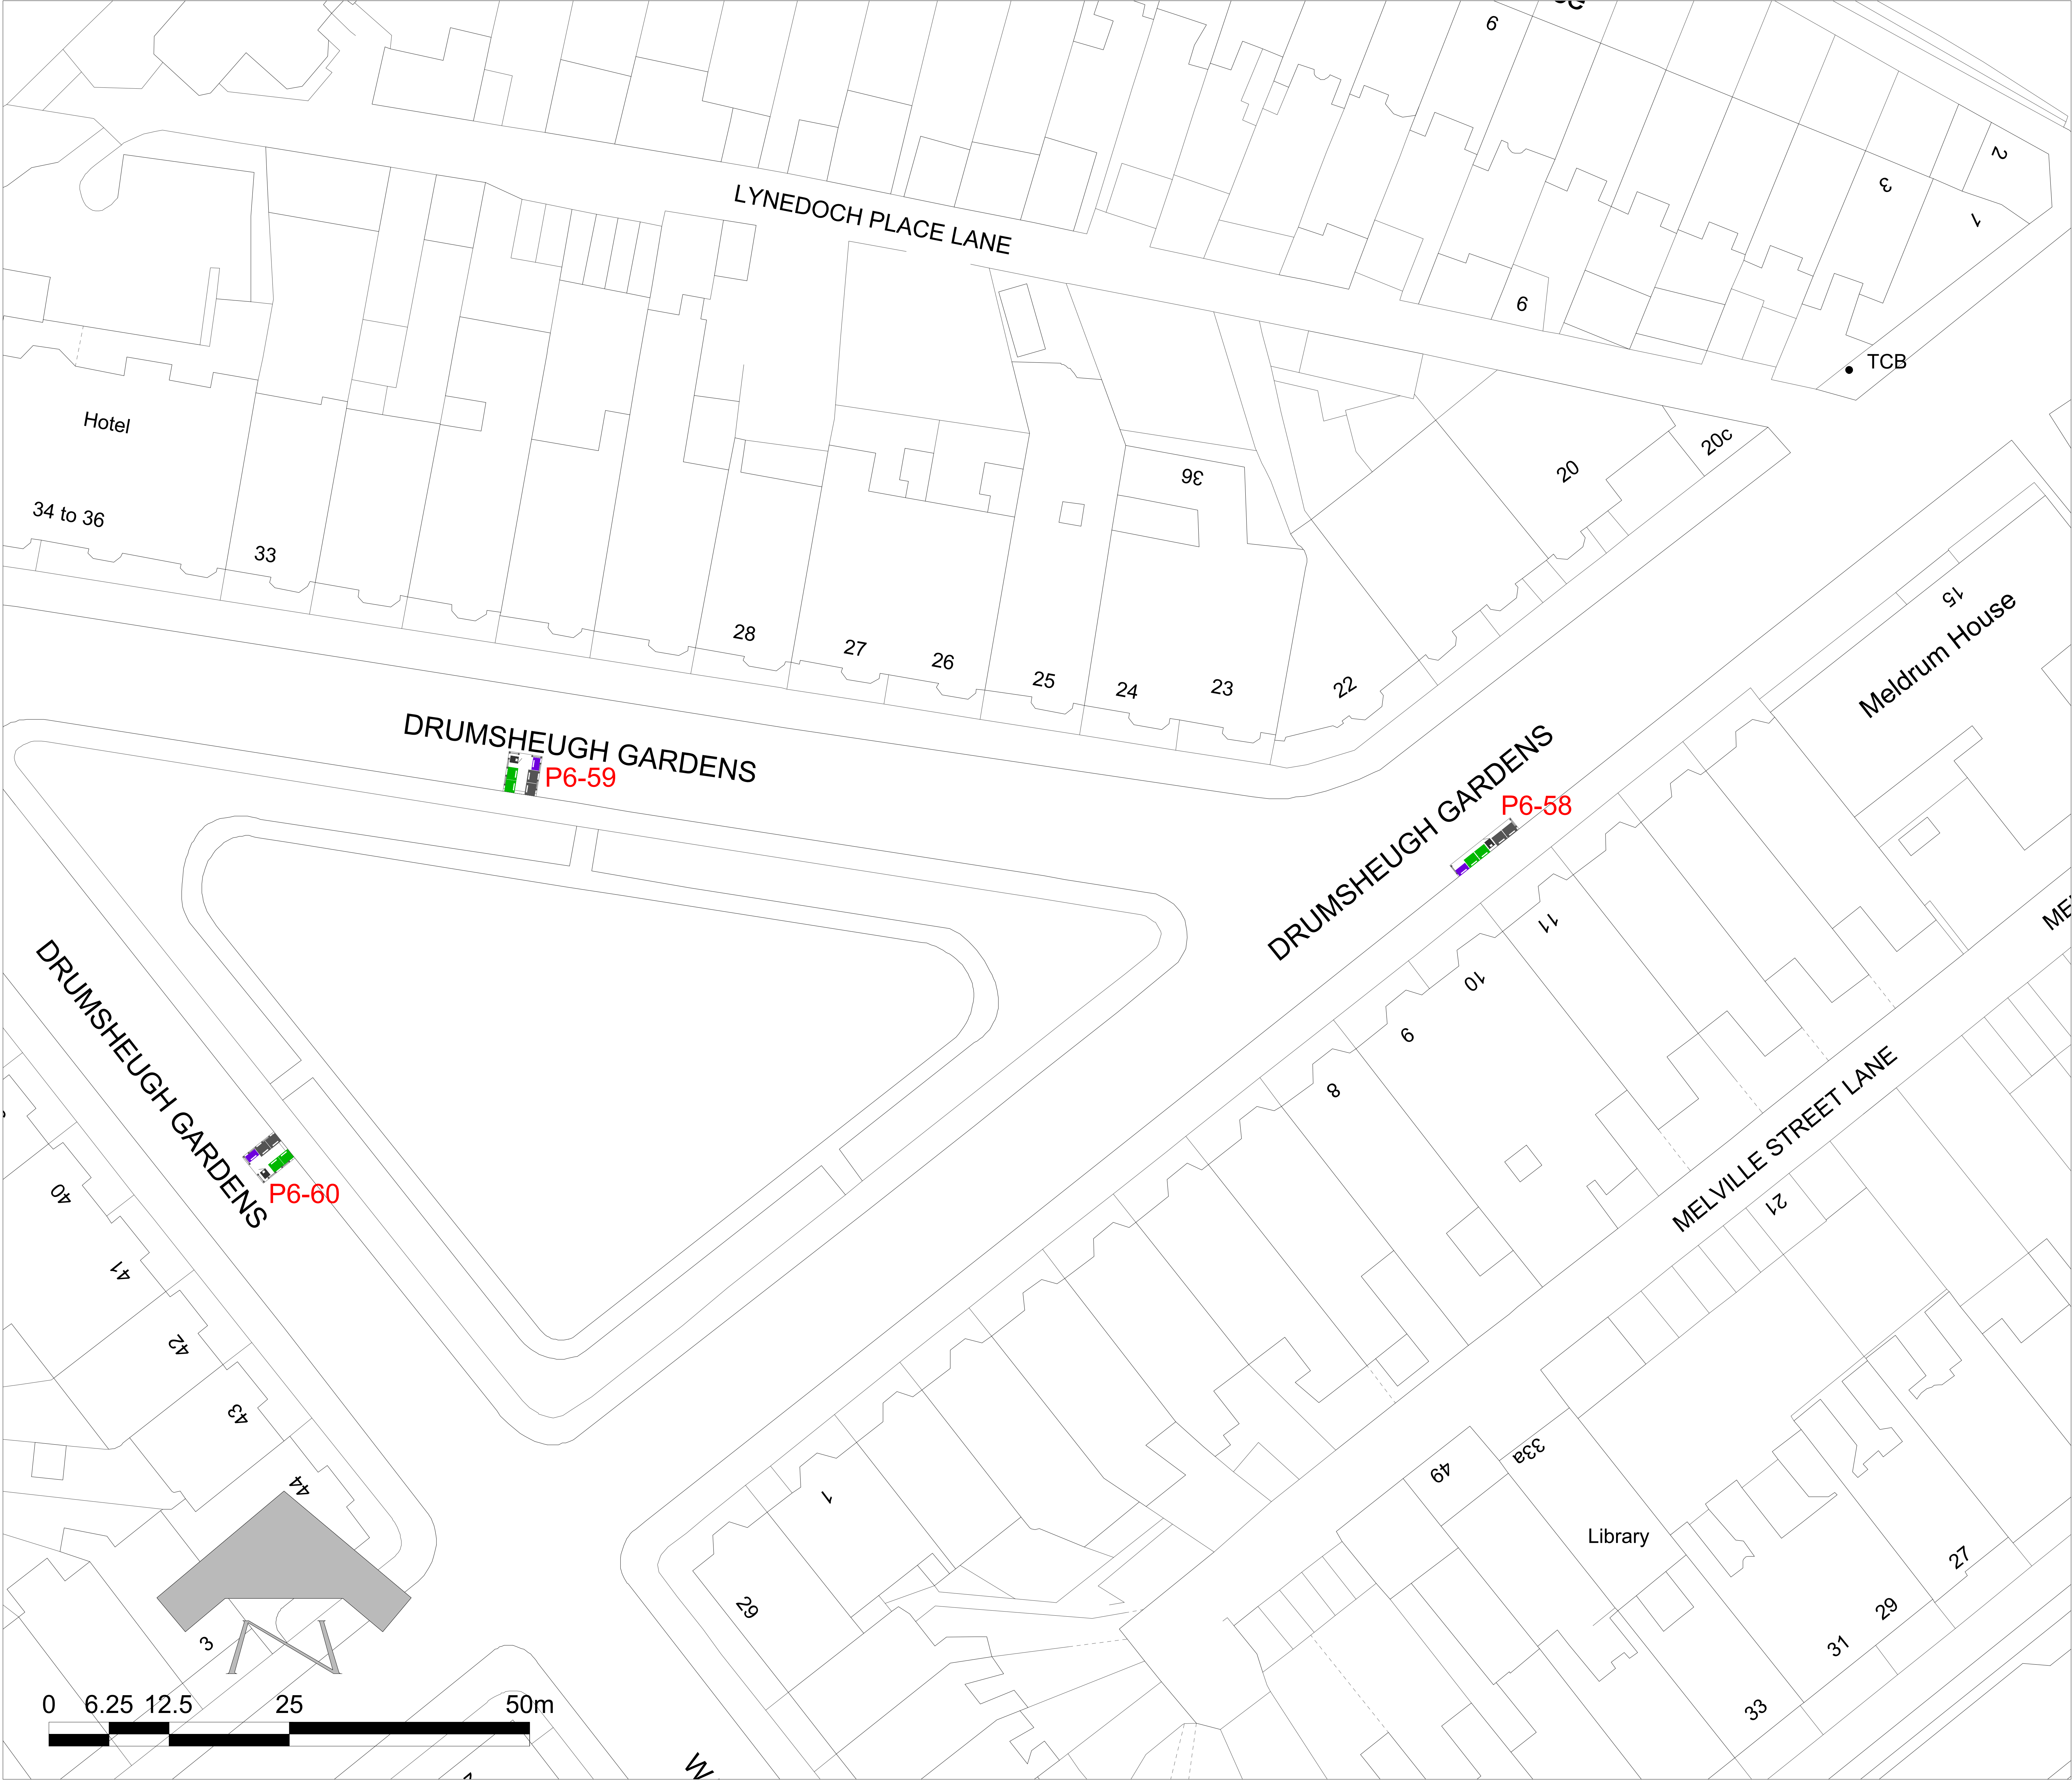 6
2
3
1
LYNEDOCH PLACE LANE
6
TCB
Hotel
20c
20
36
34 to 36
33
15
Meldrum House
28
27
26
25
24
23
22
DRUMSHEUGH GARDENS
P6-59
DRUMSHEUGH GARDENS
P6-58
11
10
9
8
DRUMSHEUGH GARDENS
P6-60
MELVILLE STREET LANE
21
40
41
42
43
44
1
49
33a
Library
29
27
29
31
33
3
0 6.25 12.5 25 50m